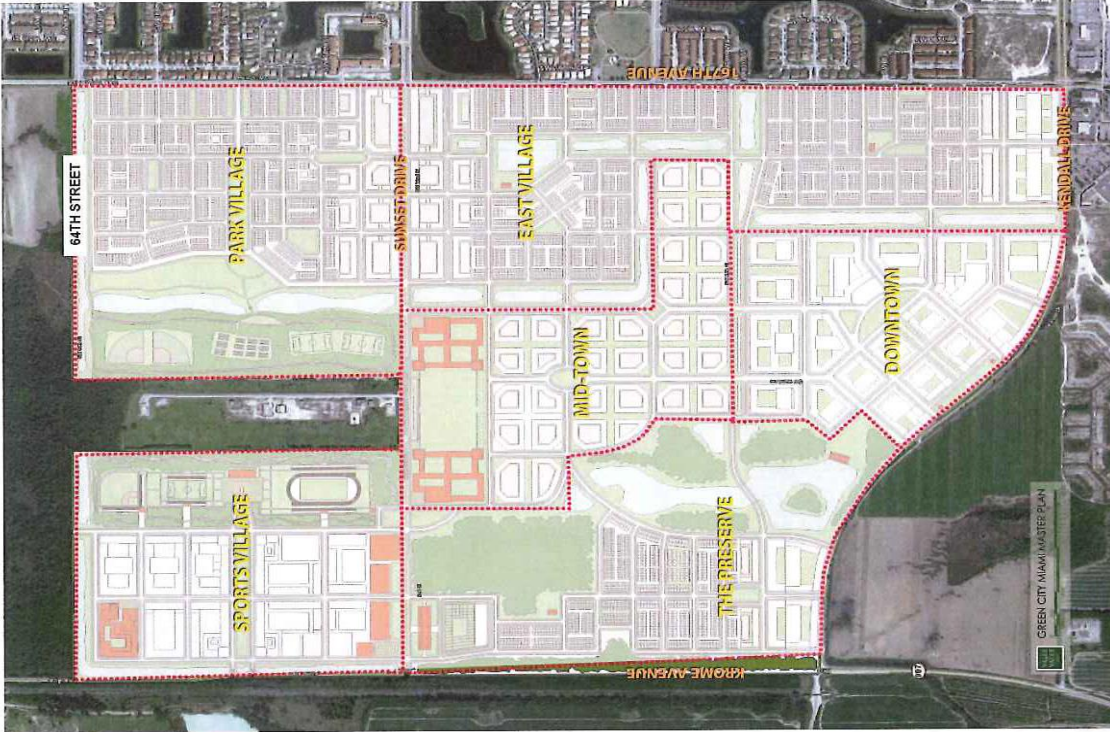 64TH STREET
167TH AVENUE
PARK VILLAGE
SUNSET DRIVE
EAST VILLAGE
KENDALL DRIVE
MID-TOWN
DOWNTOWN
SPORTS VILLAGE
THE PRESERVE
KROME AVENUE
GREEN CITY MIAMI MASTER PLAN